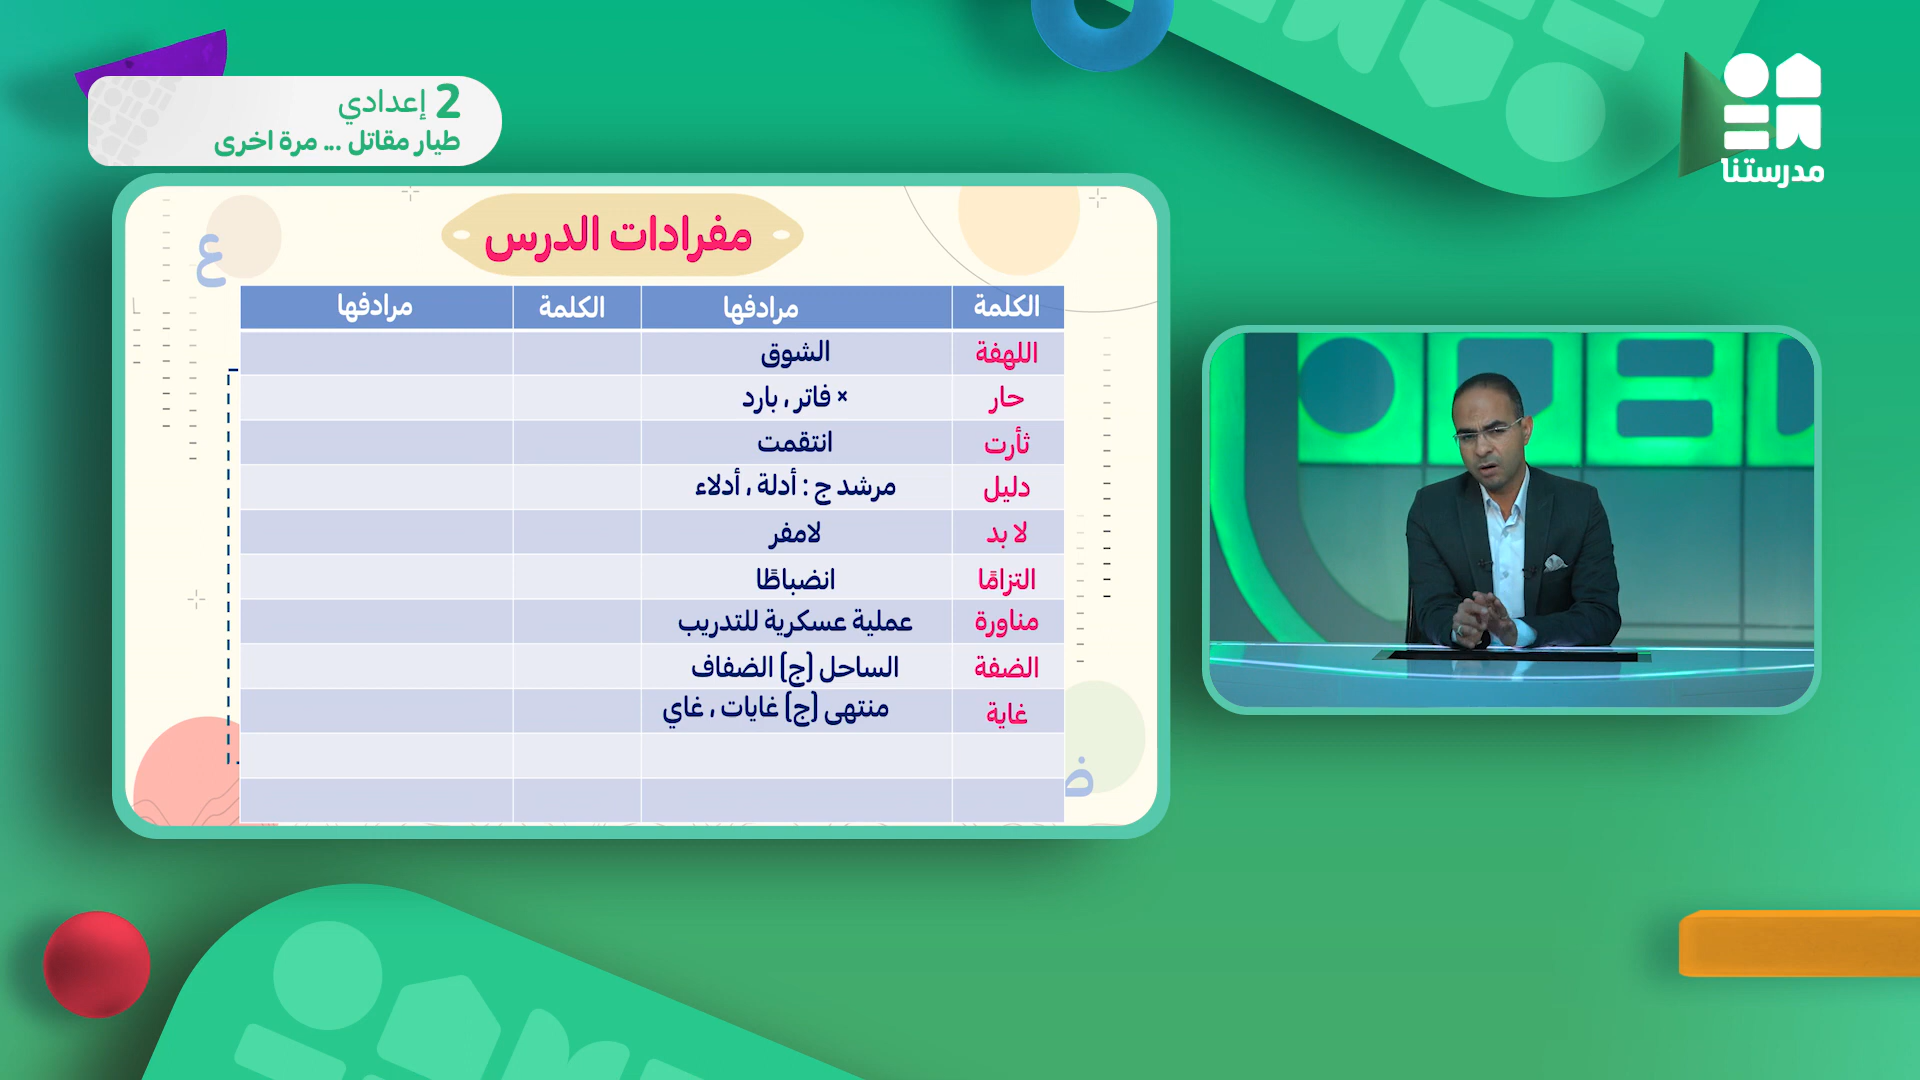 2 إعدادي
طيار مقاتل ... مرة اخرى
مدرستنا
مفردات الدرس
الكلمة مرادفها الكلمة مرادفها
اللهفة الشوق
حار × فاتر ، بارد
ثأرت انتقمت
دليل مرشد ج : أدلة ، أدلاء
لا بد لامفر
التزامًا انضباطًا
مناورة عملية عسكرية للتدريب
الضفة الساحل (ج) الضفاف
غاية منتهى (ج) غايات ، غاي
ع
ض